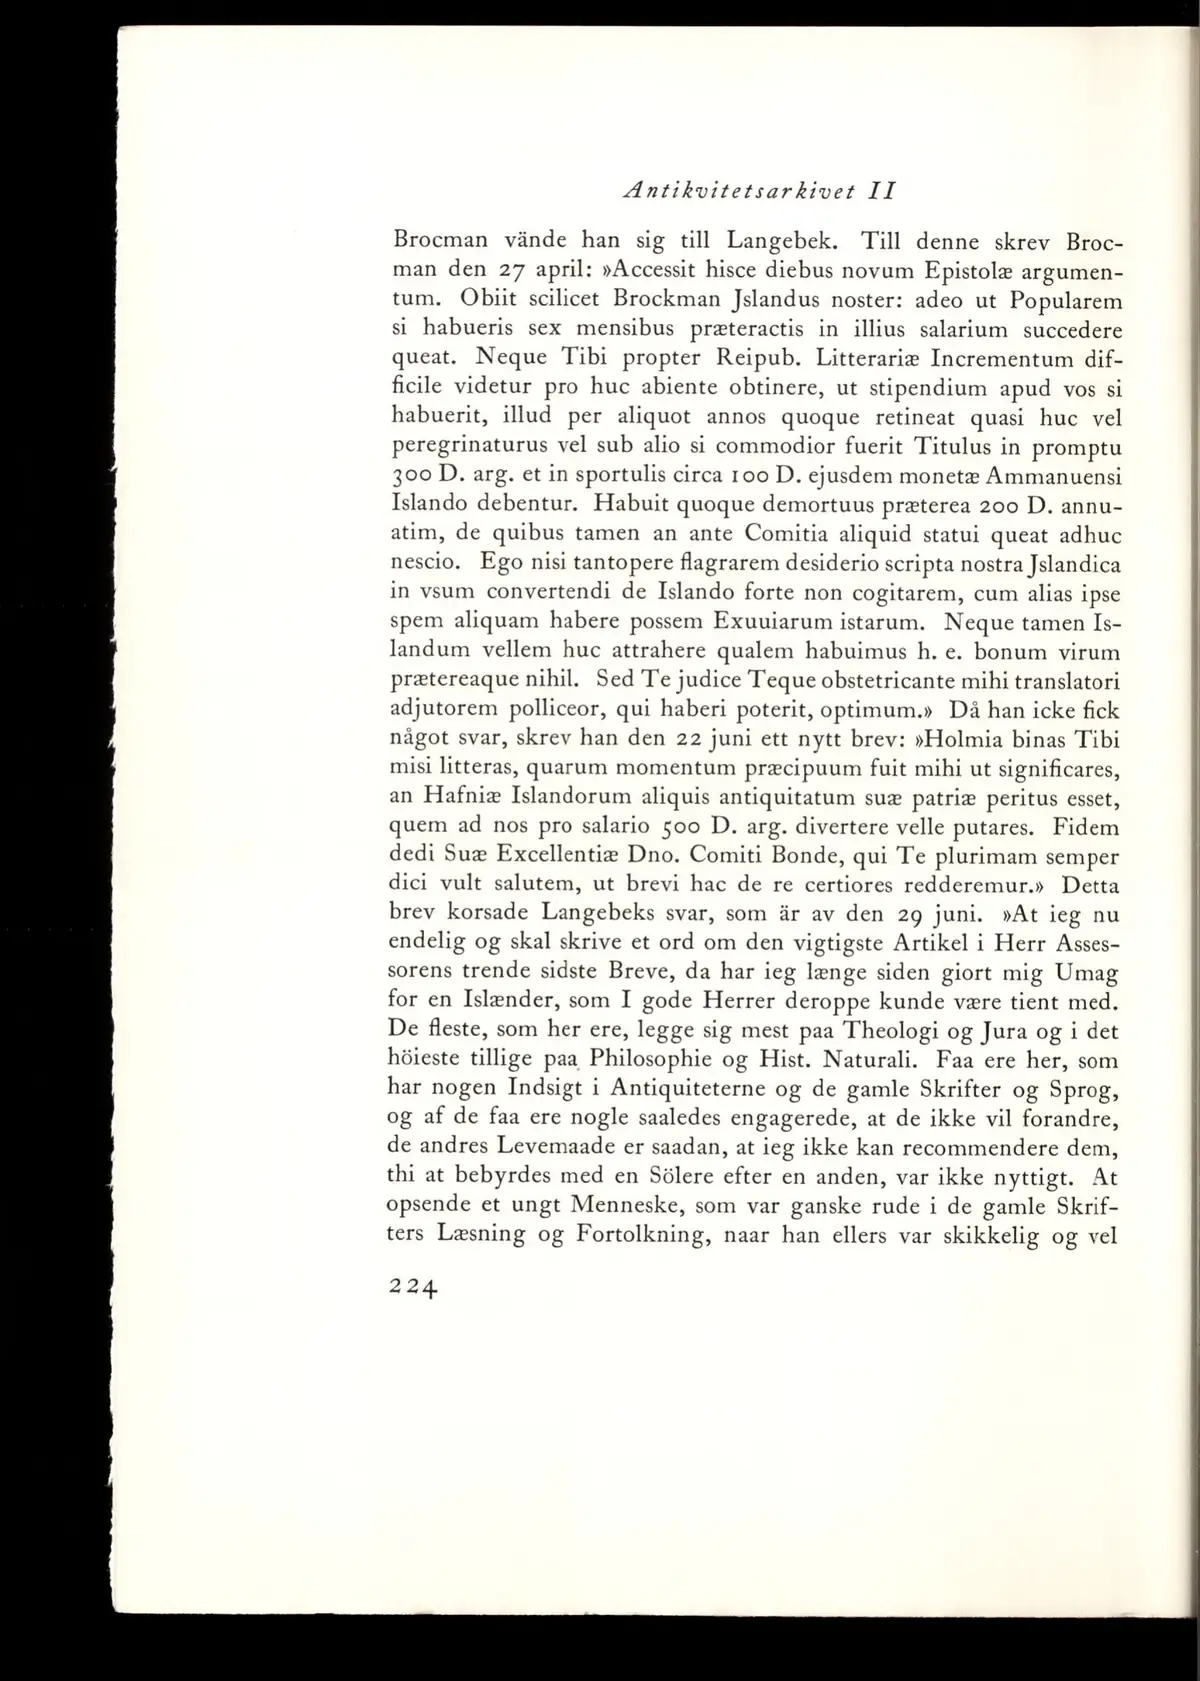 Antikvitetsarkivet II
Brocman vände han sig till Langebek. Till denne skrev Broc-
man den 27 april: »Accessit hisce diebus novum Epistolæ argumen-
tum. Obiit scilicet Brockman Jslandus noster: adeo ut Popularem
si habueris sex mensibus præteractis in illius salarium succedere
queat. Neque Tibi propter Reipub. Litterariæ Incrementum dif-
ficile videtur pro huc abiente obtinere, ut stipendium apud vos si
habuerit, illud per aliquot annos quoque retineat quasi huc vel
peregrinaturus vel sub alio si commodior fuerit Titulus in promptu
300 D. arg. et in sportulis circa 100 D. ejusdem monetæ Ammanuensi
Islando debentur. Habuit quoque demortuus præterea 200 D. annu-
atim, de quibus tamen an ante Comitia aliquid statui queat adhuc
nescio. Ego nisi tantopere flagrarem desiderio scripta nostra Jslandica
in vsum convertendi de Islando forte non cogitarem, cum alias ipse
spem aliquam habere possem Exuuiarum istarum. Neque tamen Is-
landum vellem huc attrahere qualem habuimus h. e. bonum virum
prætereaque nihil. Sed Te judice Teque obstetricante mihi translatori
adjutorem polliceor, qui haberi poterit, optimum.» Då han icke fick
något svar, skrev han den 22 juni ett nytt brev: »Holmia binas Tibi
misi litteras, quarum momentum præcipuum fuit mihi ut significares,
an Hafniæ Islandorum aliquis antiquitatum suæ patriæ peritus esset,
quem ad nos pro salario 500 D. arg. divertere velle putares. Fidem
dedi Suæ Excellentiæ Dno. Comiti Bonde, qui Te plurimam semper
dici vult salutem, ut brevi hac de re certiores redderemur.» Detta
brev korsade Langebeks svar, som är av den 29 juni. »At ieg nu
endelig og skal skrive et ord om den vigtigste Artikel i Herr Asses-
sorens trende sidste Breve, da har ieg længe siden giort mig Umag
for en Islænder, som I gode Herrer deroppe kunde være tient med.
De fleste, som her ere, legge sig mest paa Theologi og Jura og i det
höieste tillige paa Philosophie og Hist. Naturali. Faa ere her, som
har nogen Indsigt i Antiquiteterne og de gamle Skrifter og Sprog,
og af de faa ere nogle saaledes engagerede, at de ikke vil forandre,
de andres Levemaade er saadan, at ieg ikke kan recommendere dem,
thi at bebyrdes med en Sölere efter en anden, var ikke nyttigt. At
opsende et ungt Menneske, som var ganske rude i de gamle Skrif-
ters Læsning og Fortolkning, naar han ellers var skikkelig og vel
224